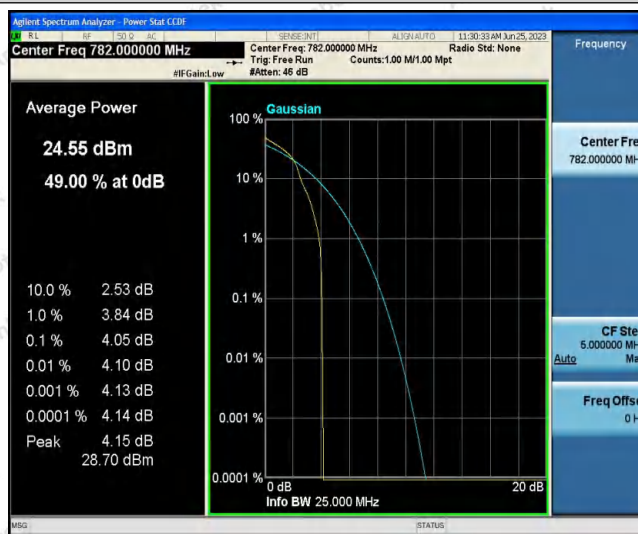 Agilent Spectrum Analyzer - Power Stat CCDF
RL RF 50 Ω AC SENSE:INT ALIGN AUTO 11:30:33 AM Jun 25, 2023
Center Freq 782.000000 MHz
Center Freq: 782.000000 MHz Radio Std: None
Trig: Free Run Counts:1.00 M/1.00 Mpt
#IFGain:Low #Atten: 46 dB
Frequency
Average Power
24.55 dBm
49.00 % at 0dB
10.0 % 2.53 dB
1.0 % 3.84 dB
0.1 % 4.05 dB
0.01 % 4.10 dB
0.001 % 4.13 dB
0.0001 % 4.14 dB
Peak 4.15 dB
28.70 dBm
Gaussian
100 %
10 %
1 %
0.1 %
0.01 %
0.001 %
0.0001 %
0 dB 20 dB
Info BW 25.000 MHz
Center Fre
782.000000 MH
CF Ste
5.000000 MH
Auto Ma
Freq Offse
0 H
MSG STATUS